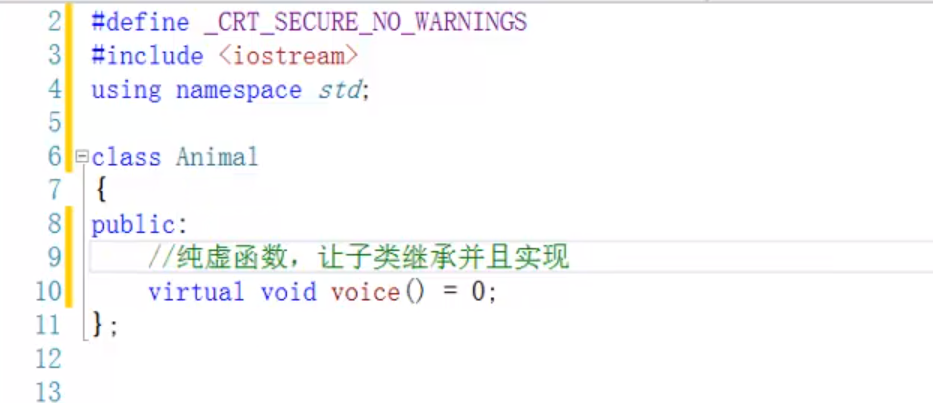 2 #define _CRT_SECURE_NO_WARNINGS
3 #include <iostream>
4 using namespace std;
5
6 class Animal
7 {
8 public:
9 //纯虚函数，让子类继承并且实现
10 virtual void voice() = 0;
11 };
12
13